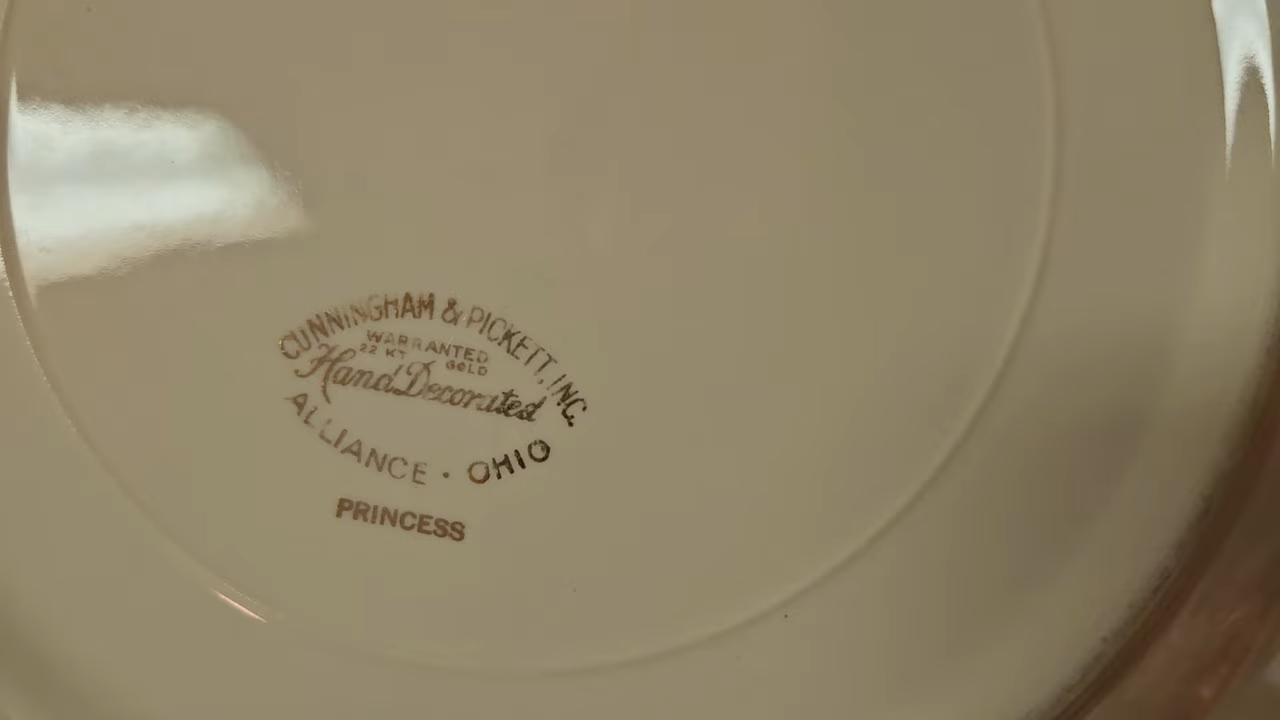 CUNNINGHAM & PICKETT, INC.
WARRANTED
22 KT GOLD
Hand Decorated
ALLIANCE · OHIO
PRINCESS